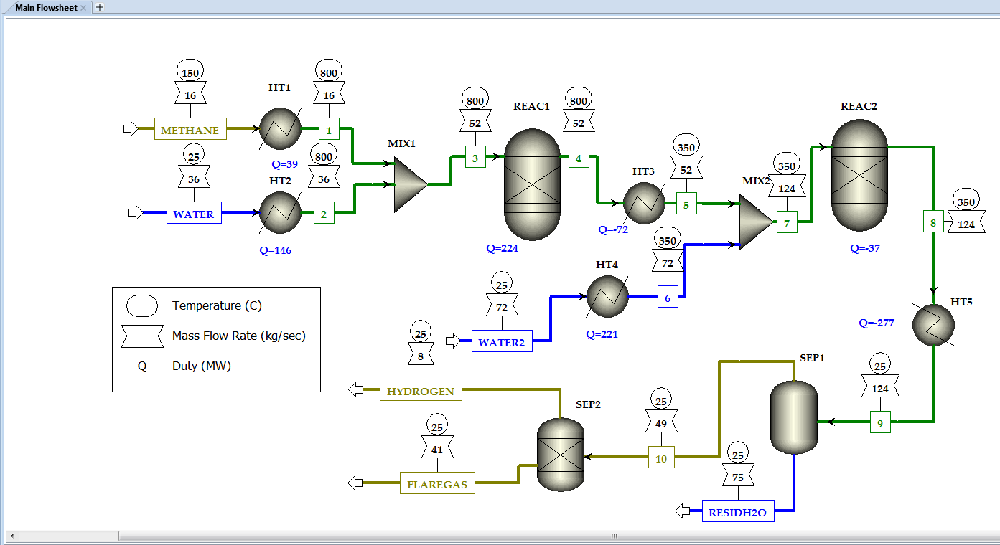 Main Flowsheet
150
16
HT1
800
16
METHANE
1
Q=39
25
36
HT2
800
36
WATER
2
Q=146
MIX1
800
52
3
REAC1
Q=224
800
52
4
HT3
350
52
5
Q=-72
MIX2
350
124
7
REAC2
Q=-37
350
124
8
HT4
350
72
6
Q=221
25
72
WATER2
HT5
Q=-277
Temperature (C)
Mass Flow Rate (kg/sec)
Q
Duty (MW)
25
8
HYDROGEN
SEP2
25
41
FLAREGAS
25
49
10
SEP1
25
124
9
25
75
RESIDH2O